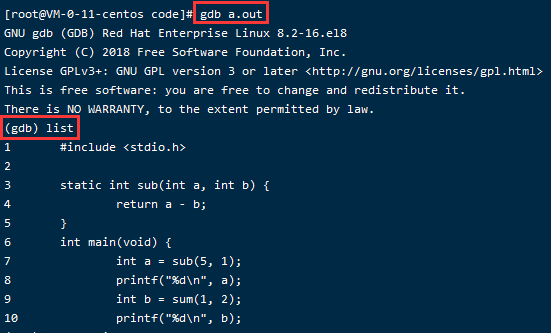 [root@VM-0-11-centos code]# gdb a.out
GNU gdb (GDB) Red Hat Enterprise Linux 8.2-16.el8
Copyright (C) 2018 Free Software Foundation, Inc.
License GPLv3+: GNU GPL version 3 or later <http://gnu.org/licenses/gpl.html>
This is free software: you are free to change and redistribute it.
There is NO WARRANTY, to the extent permitted by law.
(gdb) list
1       #include <stdio.h>
2
3       static int sub(int a, int b) {
4               return a - b;
5       }
6       int main(void) {
7               int a = sub(5, 1);
8               printf("%d\n", a);
9               int b = sum(1, 2);
10              printf("%d\n", b);